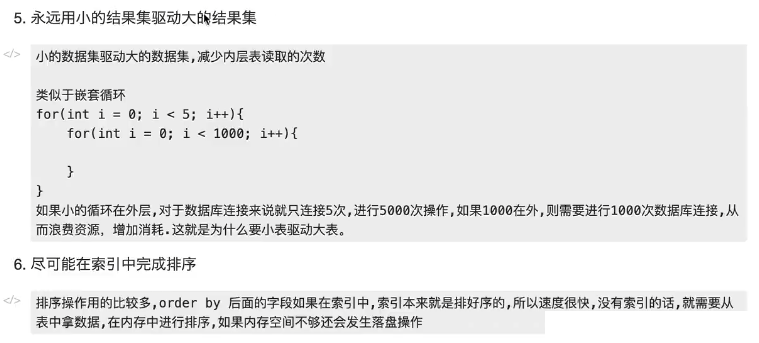 5. 永远用小的结果集驱动大的结果集
</>
小的数据集驱动大的数据集,减少内层表读取的次数
类似于嵌套循环
for(int i = 0; i < 5; i++){
for(int i = 0; i < 1000; i++){
}
}
如果小的循环在外层,对于数据库连接来说就只连接5次,进行5000次操作,如果1000在外,则需要进行1000次数据库连接,从
而浪费资源，增加消耗.这就是为什么要小表驱动大表。
6. 尽可能在索引中完成排序
</>
排序操作用的比较多,order by 后面的字段如果在索引中,索引本来就是排好序的,所以速度很快,没有索引的话,就需要从
表中拿数据,在内存中进行排序,如果内存空间不够还会发生落盘操作